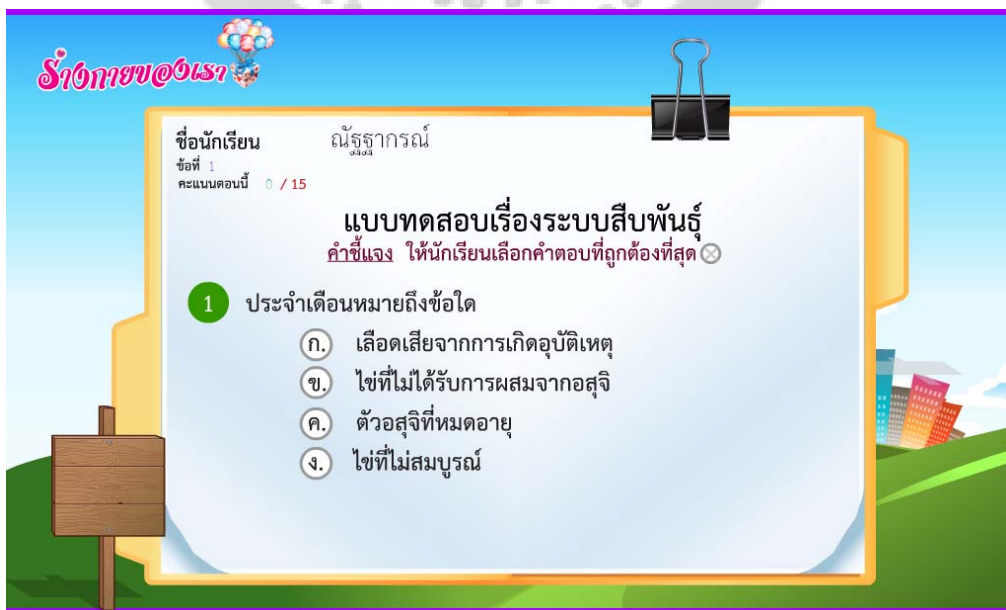 ร่างกายของเรา
ชื่อนักเรียน ณัฐฐากรณ์
ข้อที่ 1
คะแนนตอนนี้ 0 / 15
แบบทดสอบเรื่องระบบสืบพันธุ์
คำชี้แจง ให้นักเรียนเลือกคำตอบที่ถูกต้องที่สุด
1 ประจำเดือนหมายถึงข้อใด
ก. เลือดเสียจากการเกิดอุบัติเหตุ
ข. ไข่ที่ไม่ได้รับการผสมจากอสุจิ
ค. ตัวอสุจิที่หมดอายุ
ง. ไข่ที่ไม่สมบูรณ์